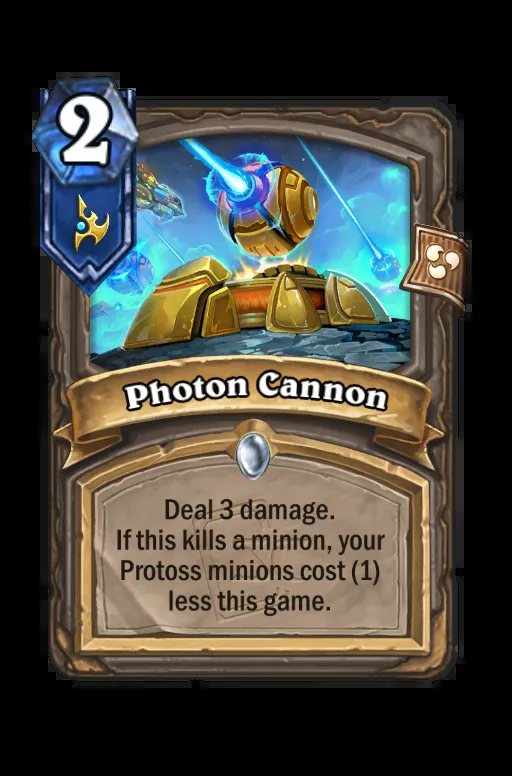 2
Photon Cannon
Deal 3 damage.
If this kills a minion, your
Protoss minions cost (1)
less this game.